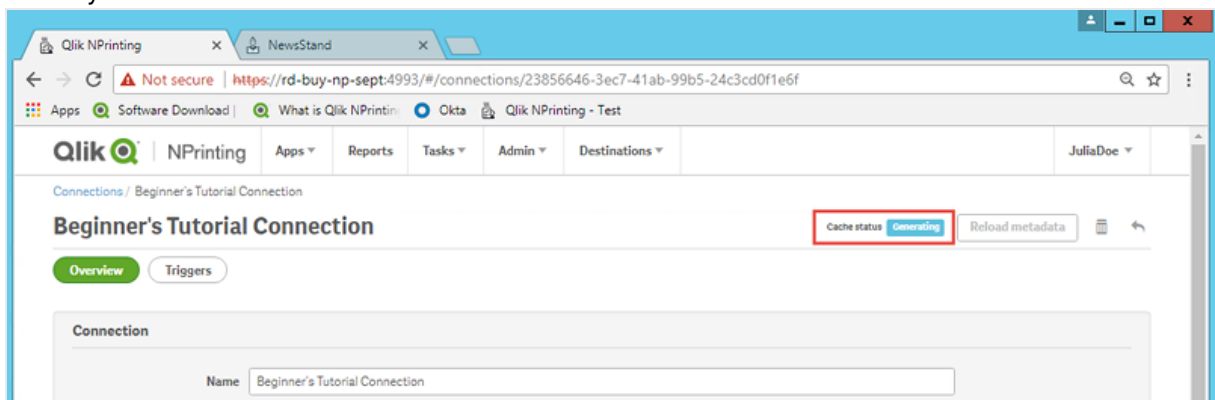 Qlik NPrinting
NewsStand
Not secure | https://rd-buy-np-sept:4993/#/connections/23856646-3ec7-41ab-99b5-24c3cd0f1e6f
Apps Software Download | What is Qlik NPrinting Okta Qlik NPrinting - Test
Qlik NPrinting Apps Reports Tasks Admin Destinations JuliaDoe
Connections / Beginner's Tutorial Connection
Beginner's Tutorial Connection Cache status Generating Reload metadata
Overview Triggers
Connection
Name Beginner's Tutorial Connection